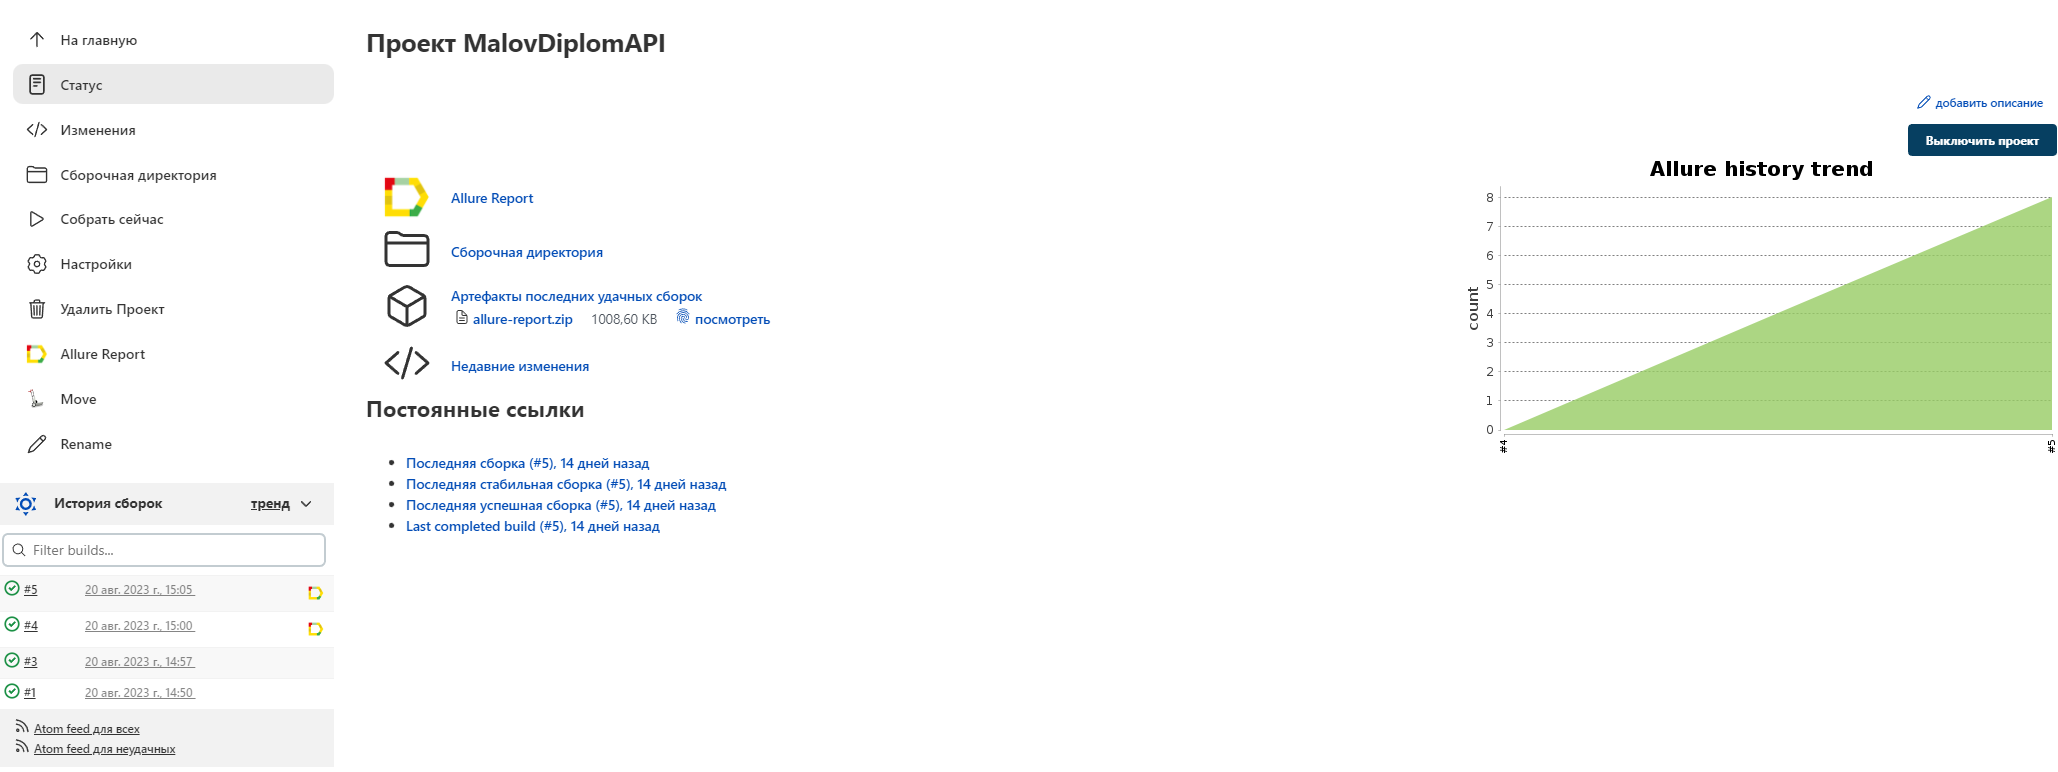 На главную
Статус
Изменения
Сборочная директория
Собрать сейчас
Настройки
Удалить Проект
Allure Report
Move
Rename
История сборок тренд
Filter builds...
#5 20 авг. 2023 г., 15:05
#4 20 авг. 2023 г., 15:00
#3 20 авг. 2023 г., 14:57
#1 20 авг. 2023 г., 14:50
Atom feed для всех
Atom feed для неудачных
Проект MalovDiplomAPI
добавить описание
Выключить проект
Allure Report
Сборочная директория
Артефакты последних удачных сборок
allure-report.zip 1008,60 KB посмотреть
Недавние изменения
Постоянные ссылки
Последняя сборка (#5), 14 дней назад
Последняя стабильная сборка (#5), 14 дней назад
Последняя успешная сборка (#5), 14 дней назад
Last completed build (#5), 14 дней назад
Allure history trend
count
8
7
6
5
4
3
2
1
0
#4 #5